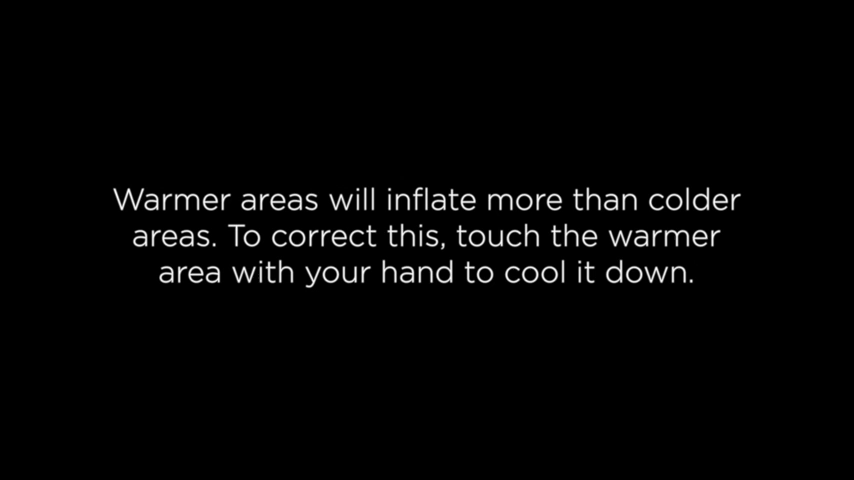 Warmer areas will inflate more than colder
areas. To correct this, touch the warmer
area with your hand to cool it down.